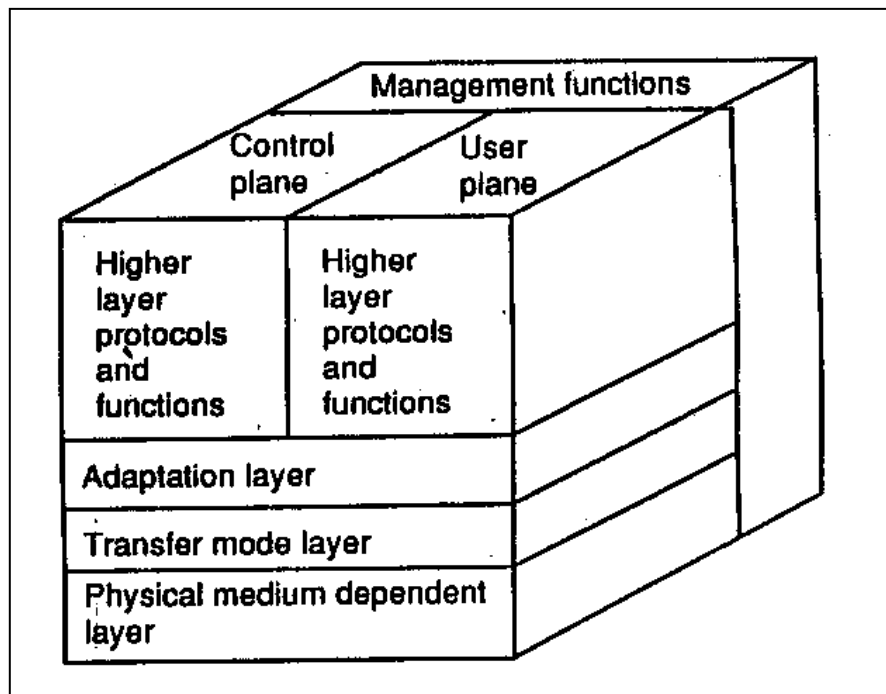 Management functions
Control
plane
User
plane
Higher
layer
protocols
and
functions
Higher
layer
protocols
and
functions
Adaptation layer
Transfer mode layer
Physical medium dependent
layer